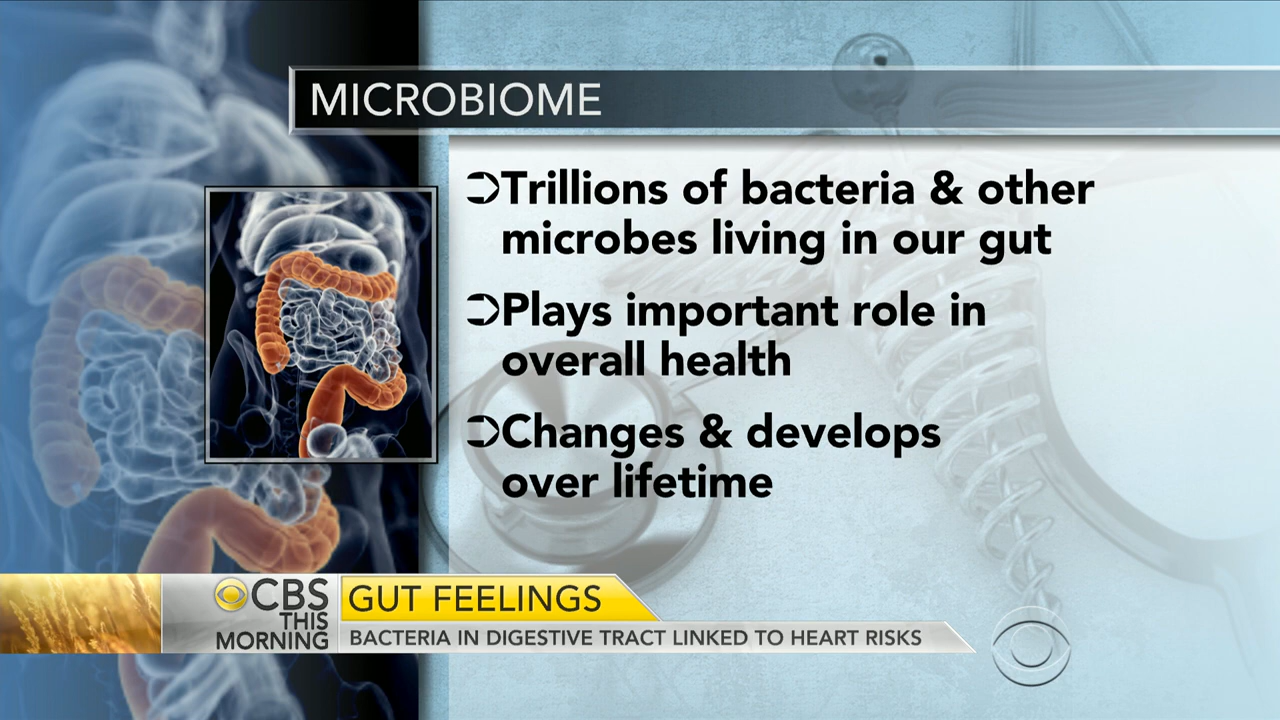 MICROBIOME
➲Trillions of bacteria & other
microbes living in our gut
➲Plays important role in
overall health
➲Changes & develops
over lifetime
CBS
THIS
MORNING
GUT FEELINGS
BACTERIA IN DIGESTIVE TRACT LINKED TO HEART RISKS